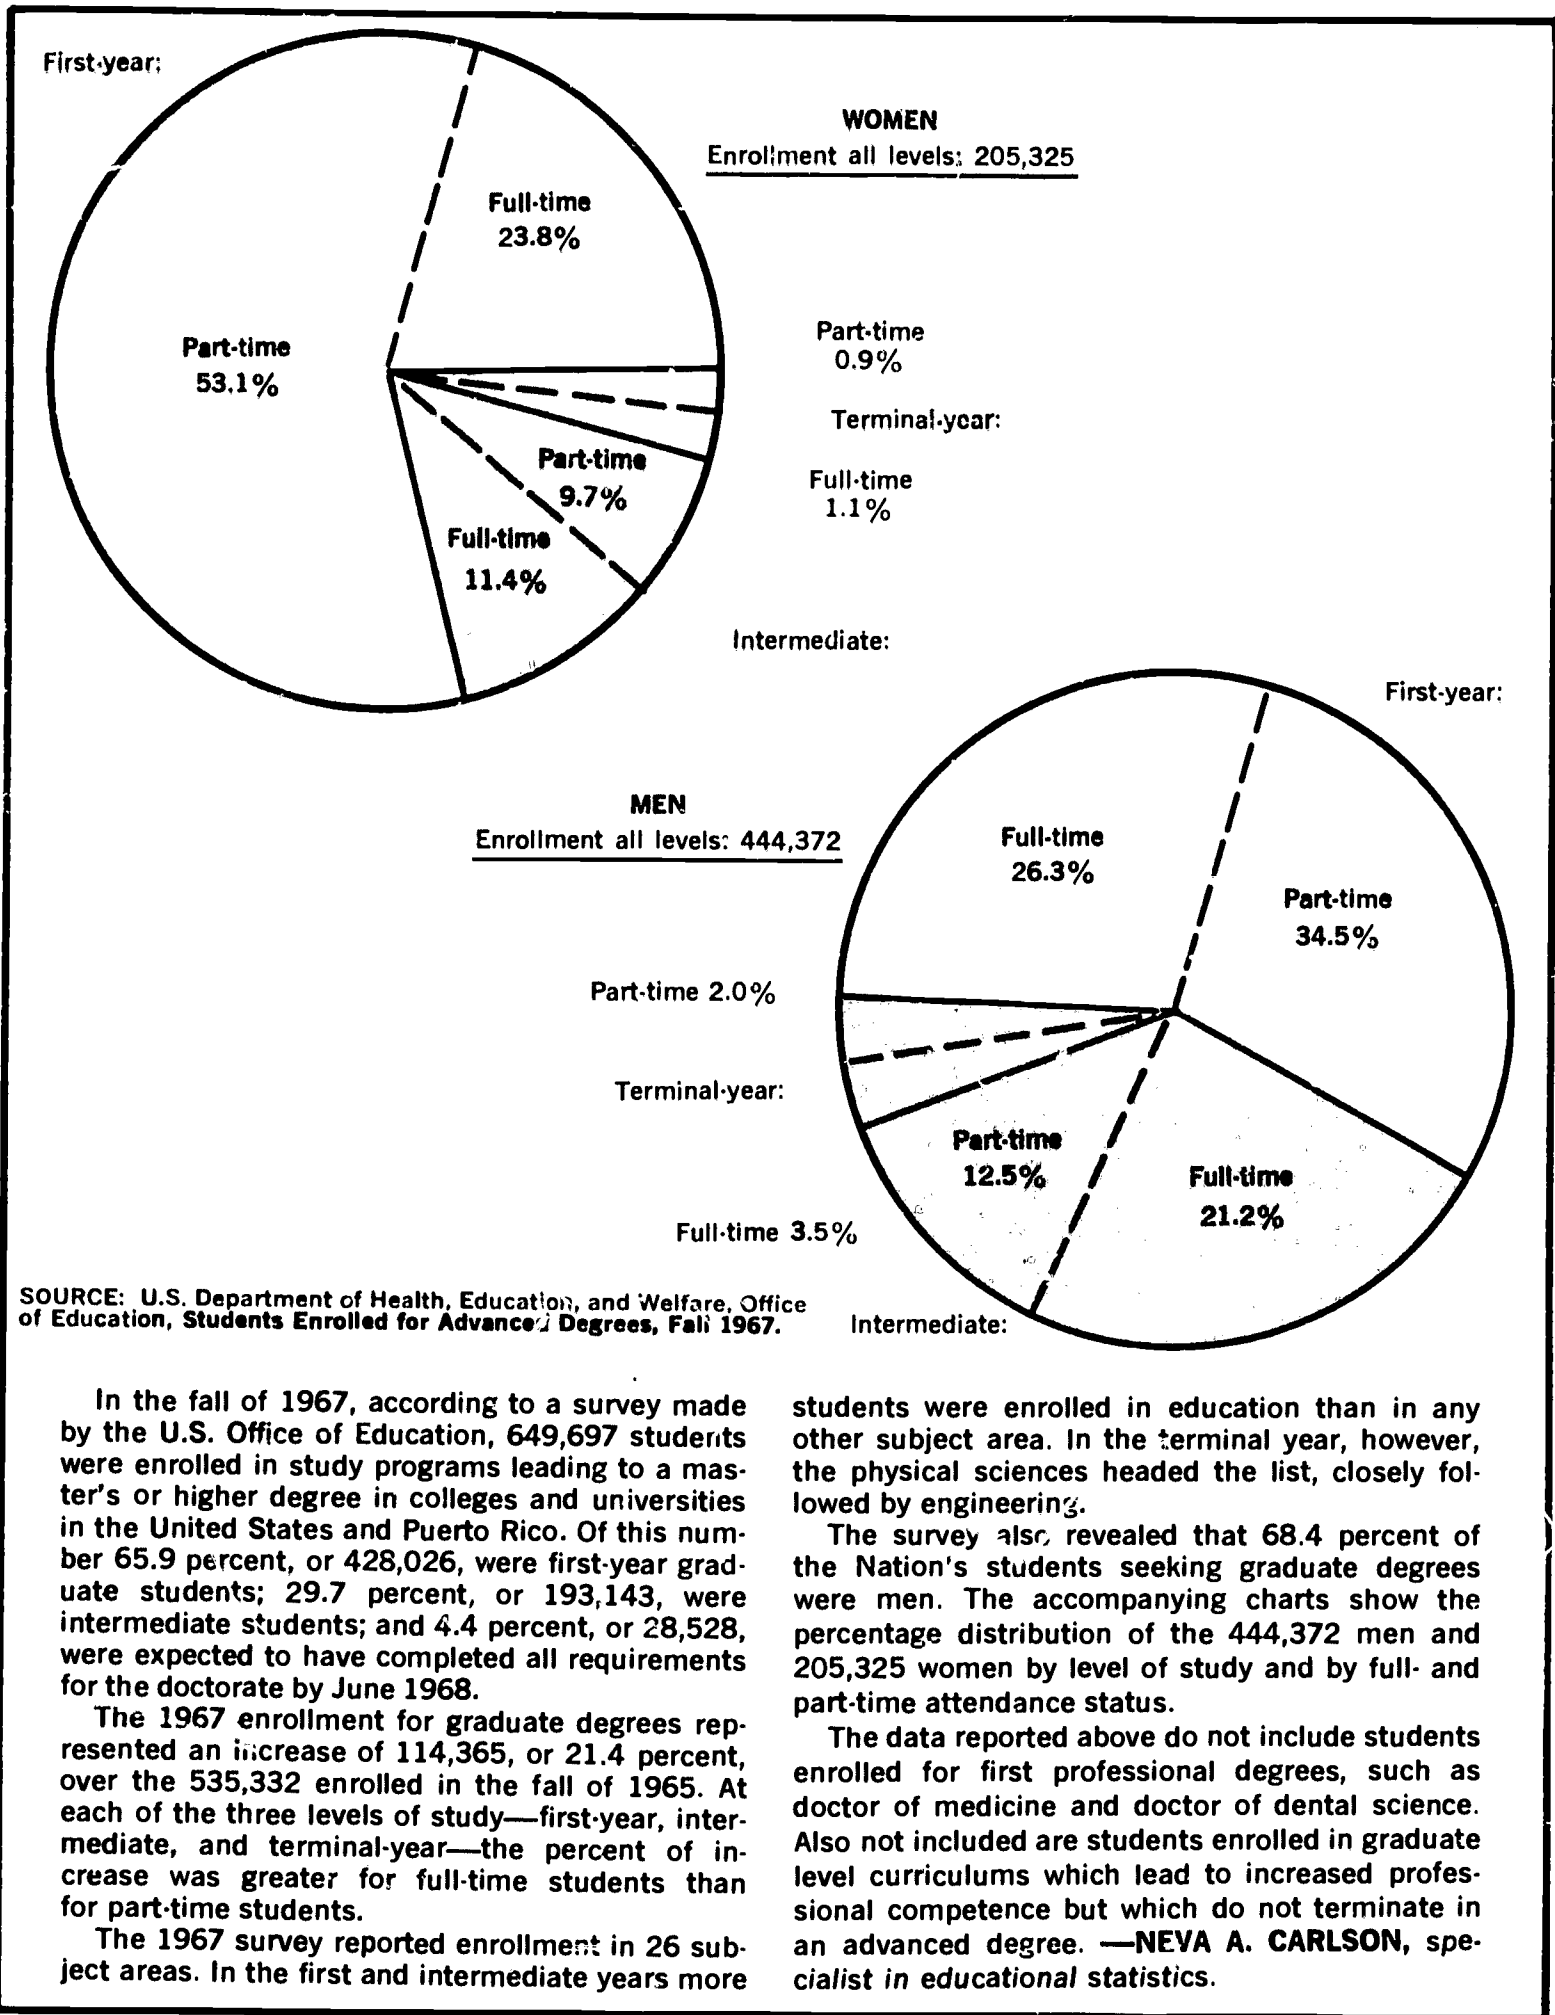 First-year:
WOMEN
Enrollment all levels: 205,325
Full-time
23.8%
Part-time
53.1%
Part-time
0.9%
Terminal-year:
Full-time
1.1%
Part-time
9.7%
Full-time
11.4%
Intermediate:
First-year:
MEN
Enrollment all levels: 444,372
Full-time
26.3%
Part-time
34.5%
Part-time 2.0%
Terminal-year:
Part-time
12.5%
Full-time
21.2%
Full-time 3.5%
Intermediate:
SOURCE: U.S. Department of Health, Education, and Welfare, Office
of Education, Students Enrolled for Advanced Degrees, Fall 1967.
In the fall of 1967, according to a survey made
by the U.S. Office of Education, 649,697 students
were enrolled in study programs leading to a mas-
ter's or higher degree in colleges and universities
in the United States and Puerto Rico. Of this num-
ber 65.9 percent, or 428,026, were first-year grad-
uate students; 29.7 percent, or 193,143, were
intermediate students; and 4.4 percent, or 28,528,
were expected to have completed all requirements
for the doctorate by June 1968.
The 1967 enrollment for graduate degrees rep-
resented an increase of 114,365, or 21.4 percent,
over the 535,332 enrolled in the fall of 1965. At
each of the three levels of study—first-year, inter-
mediate, and terminal-year—the percent of in-
crease was greater for full-time students than
for part-time students.
The 1967 survey reported enrollment in 26 sub-
ject areas. In the first and intermediate years more
students were enrolled in education than in any
other subject area. In the terminal year, however,
the physical sciences headed the list, closely fol-
lowed by engineering.
The survey also revealed that 68.4 percent of
the Nation's students seeking graduate degrees
were men. The accompanying charts show the
percentage distribution of the 444,372 men and
205,325 women by level of study and by full- and
part-time attendance status.
The data reported above do not include students
enrolled for first professional degrees, such as
doctor of medicine and doctor of dental science.
Also not included are students enrolled in graduate
level curriculums which lead to increased profes-
sional competence but which do not terminate in
an advanced degree. —NEVA A. CARLSON, spe-
cialist in educational statistics.